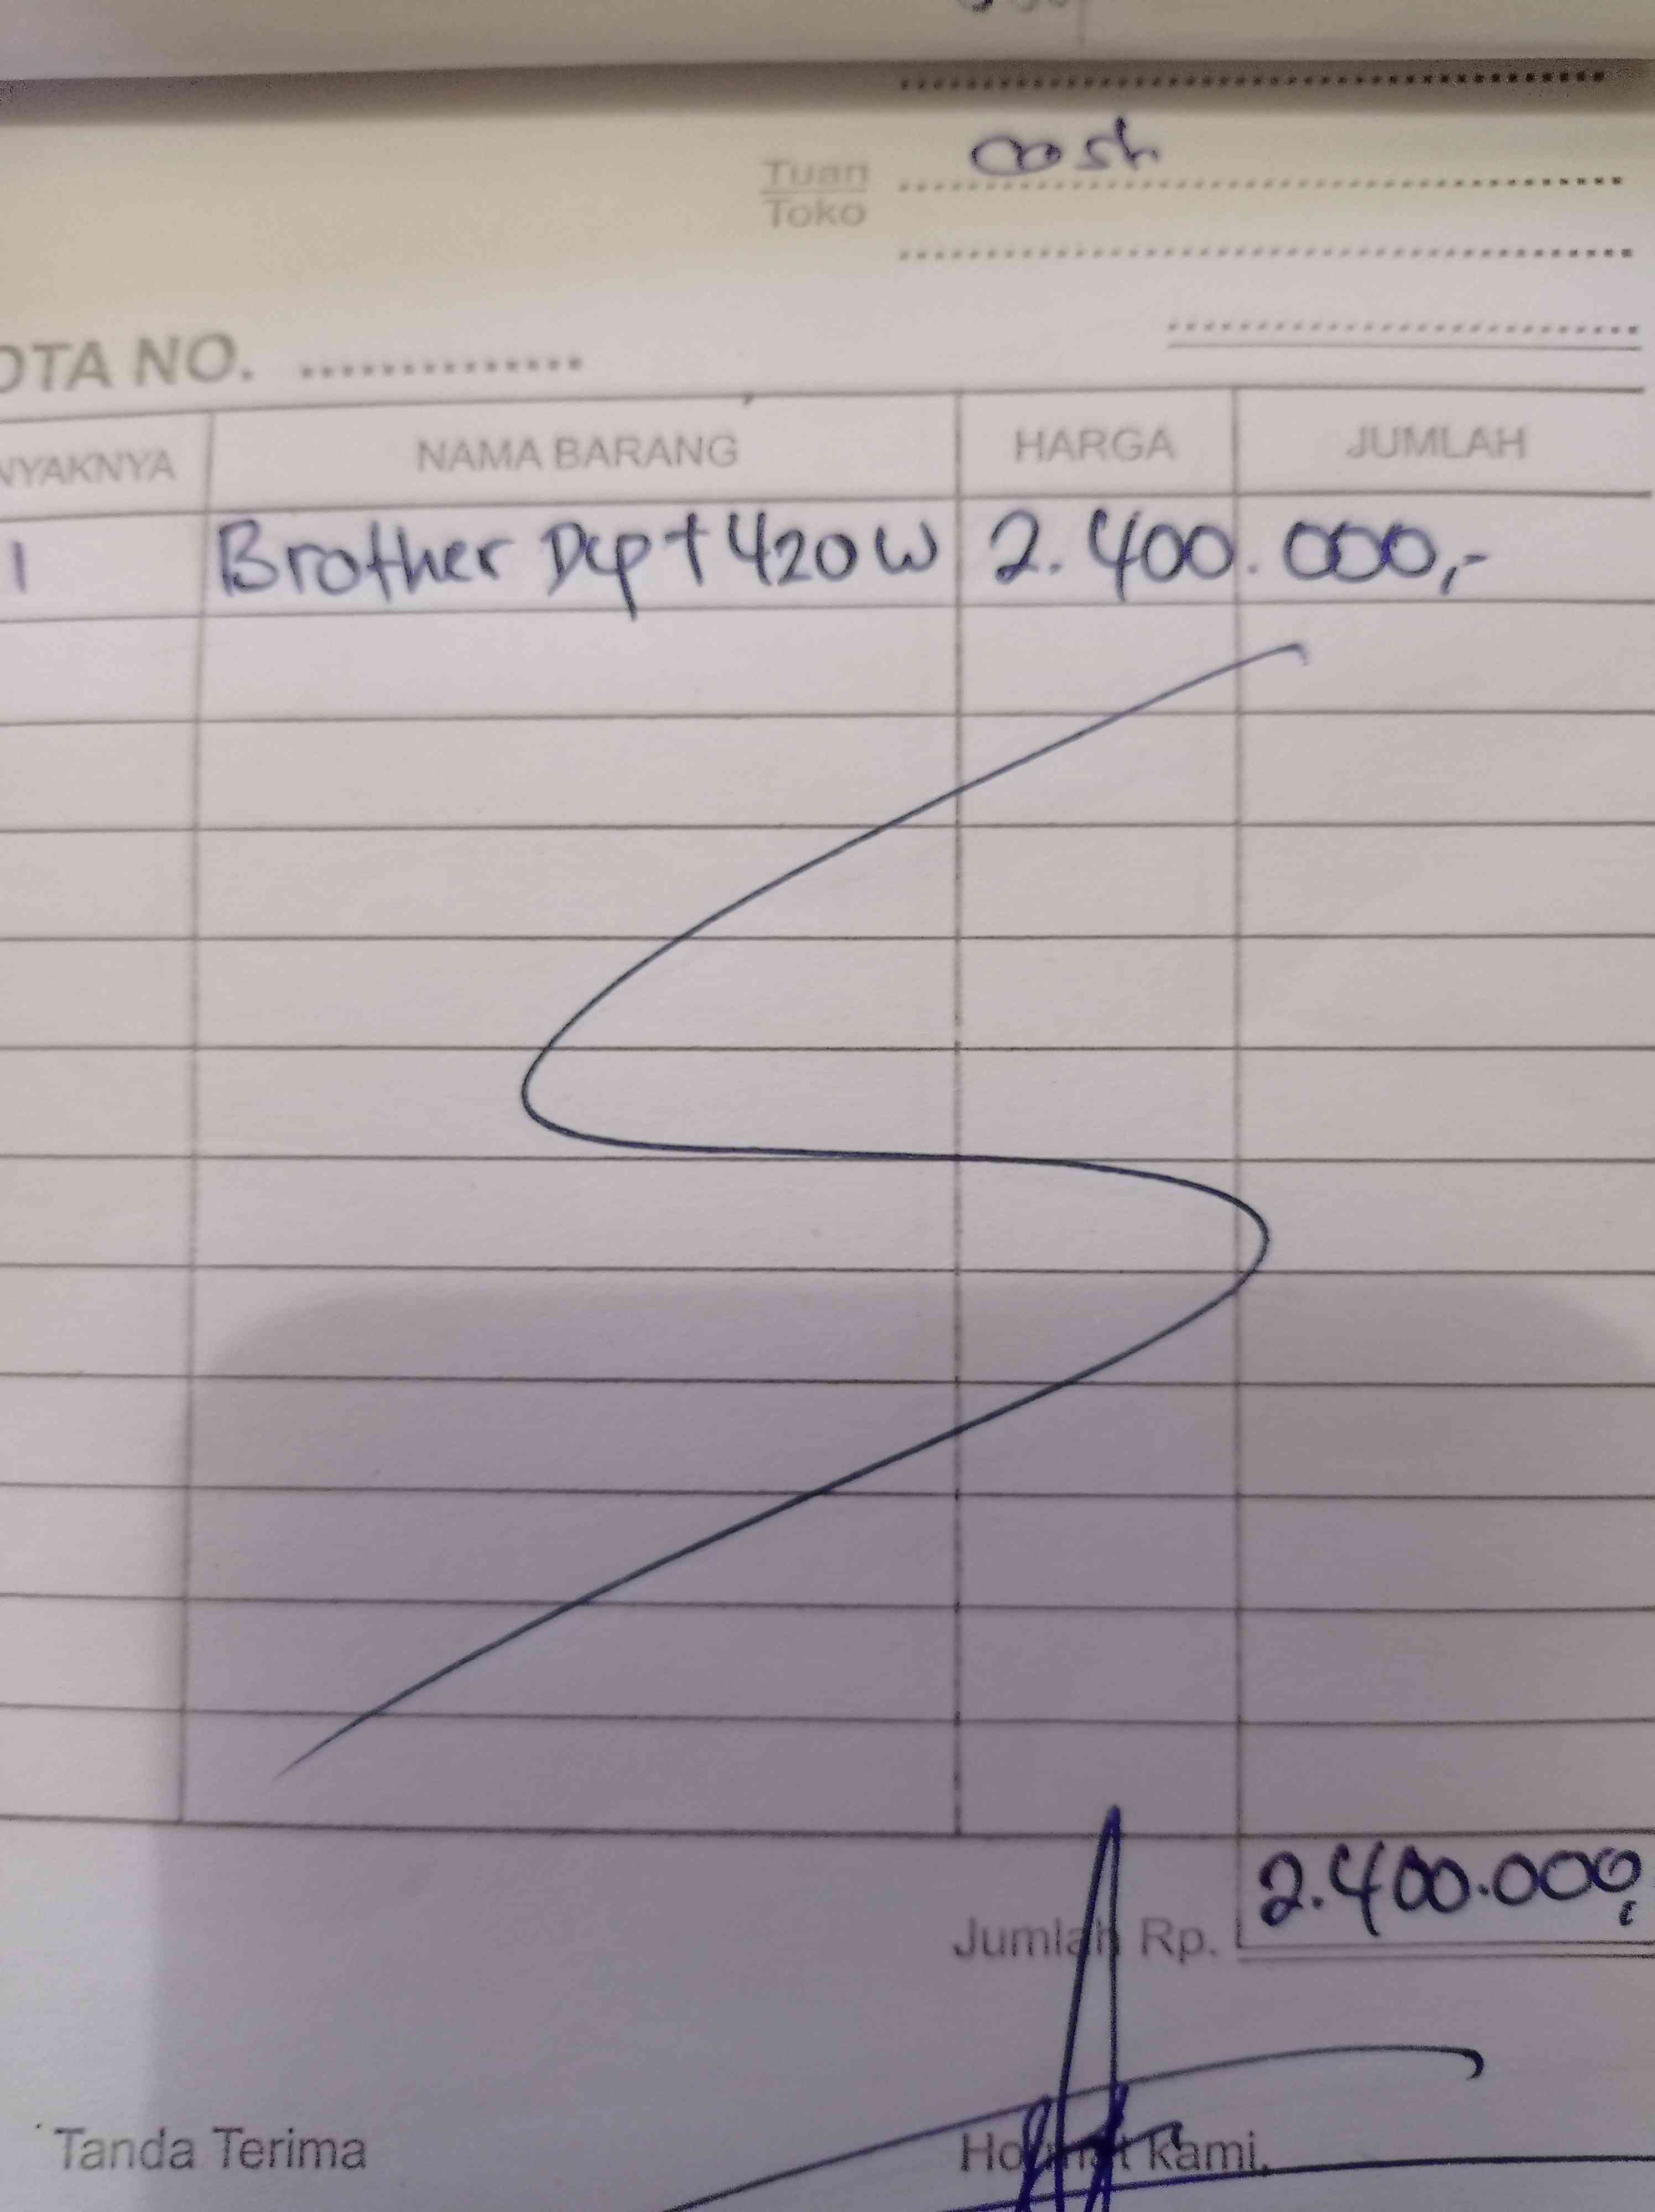 cash
Tuan
Toko
OTA NO. ..............
NYAKNYA NAMA BARANG HARGA JUMLAH
1 Brother Dcp t 420 W 2.400.000,-
Jumlah Rp. 2.400.000,
Tanda Terima Hormat kami,